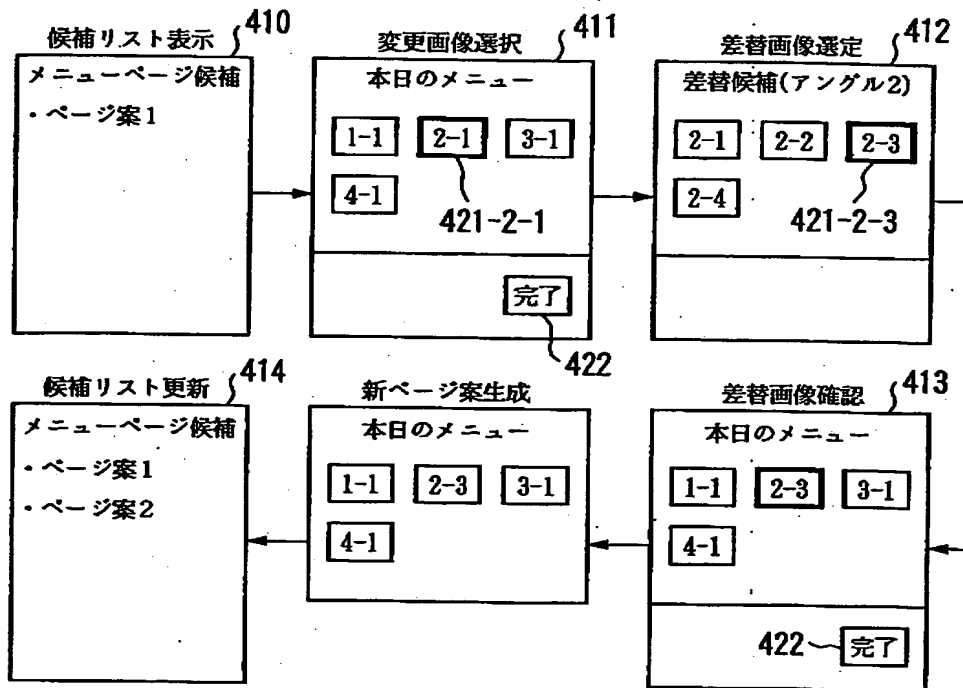 候補リスト表示
410
メニューページ候補
・ページ案1
変更画像選択
411
本日のメニュー
1-1
2-1
3-1
4-1
421-2-1
完了
422
差替画像選定
412
差替候補(アングル2)
2-1
2-2
2-3
2-4
421-2-3
差替画像確認
413
本日のメニュー
1-1
2-3
3-1
4-1
422
完了
新ページ案生成
本日のメニュー
1-1
2-3
3-1
4-1
候補リスト更新
414
メニューページ候補
・ページ案1
・ページ案2